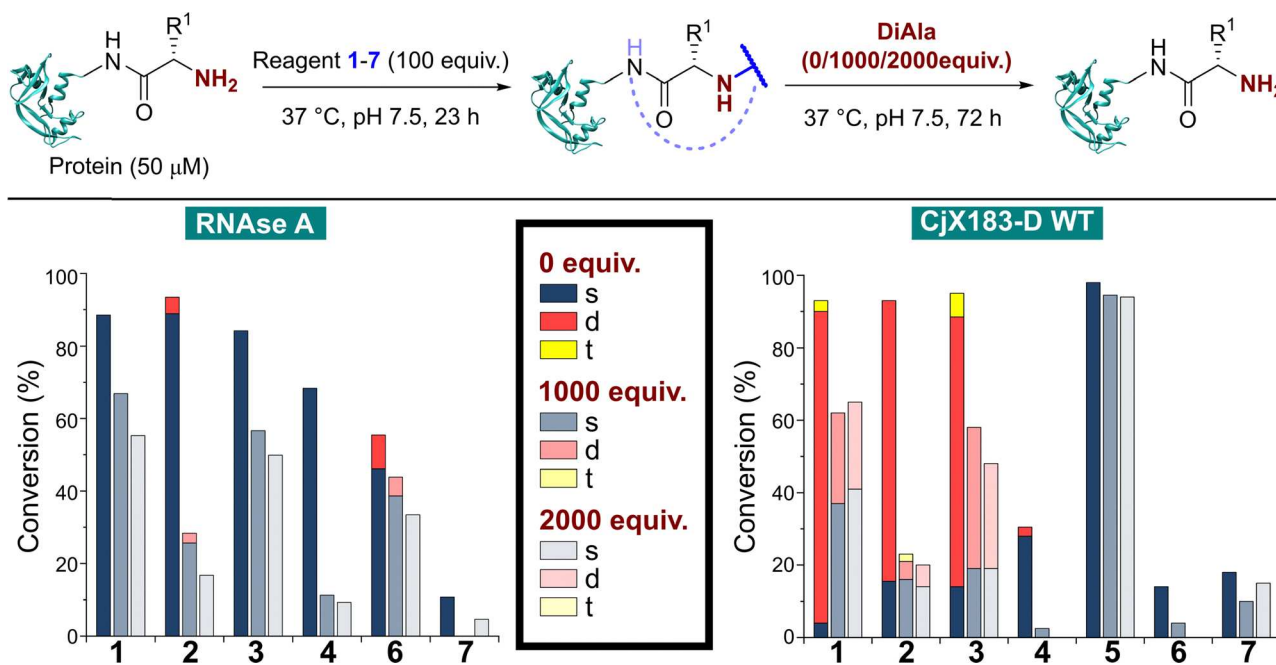 H
N
R¹
NH₂
O
Protein (50 μM)
Reagent 1-7 (100 equiv.)
37 °C, pH 7.5, 23 h
H
N
R¹
N
H
O
DiAla
(0/1000/2000equiv.)
37 °C, pH 7.5, 72 h
H
N
R¹
NH₂
O
RNAse A
Conversion (%)
100
80
60
40
20
0
1 2 3 4 6 7
0 equiv.
s
d
t
1000 equiv.
s
d
t
2000 equiv.
s
d
t
CjX183-D WT
Conversion (%)
100
80
60
40
20
0
1 2 3 4 5 6 7